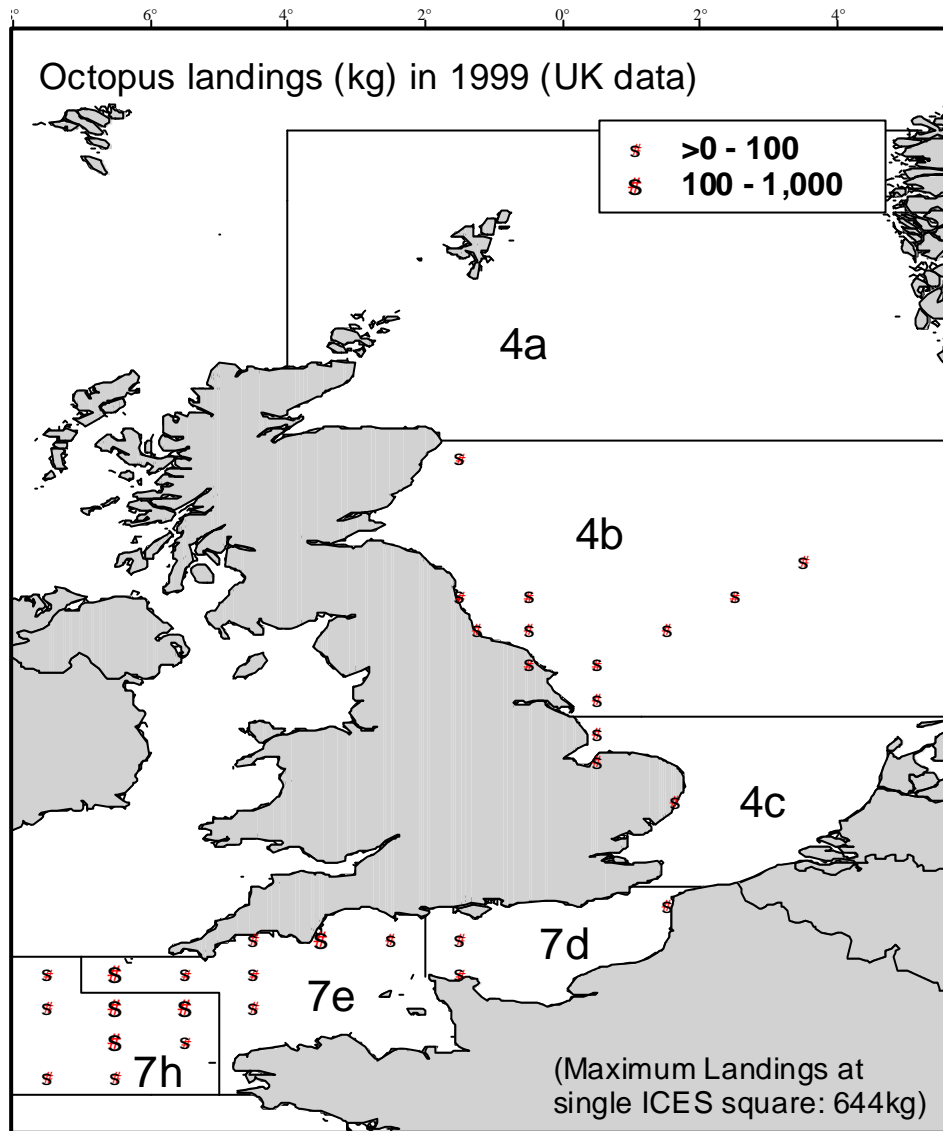 6° 4° 2° 0° 2° 4°
Octopus landings (kg) in 1999 (UK data)
>0 - 100
100 - 1,000
4a
4b
4c
7d
7e
7h
(Maximum Landings at
single ICES square: 644kg)